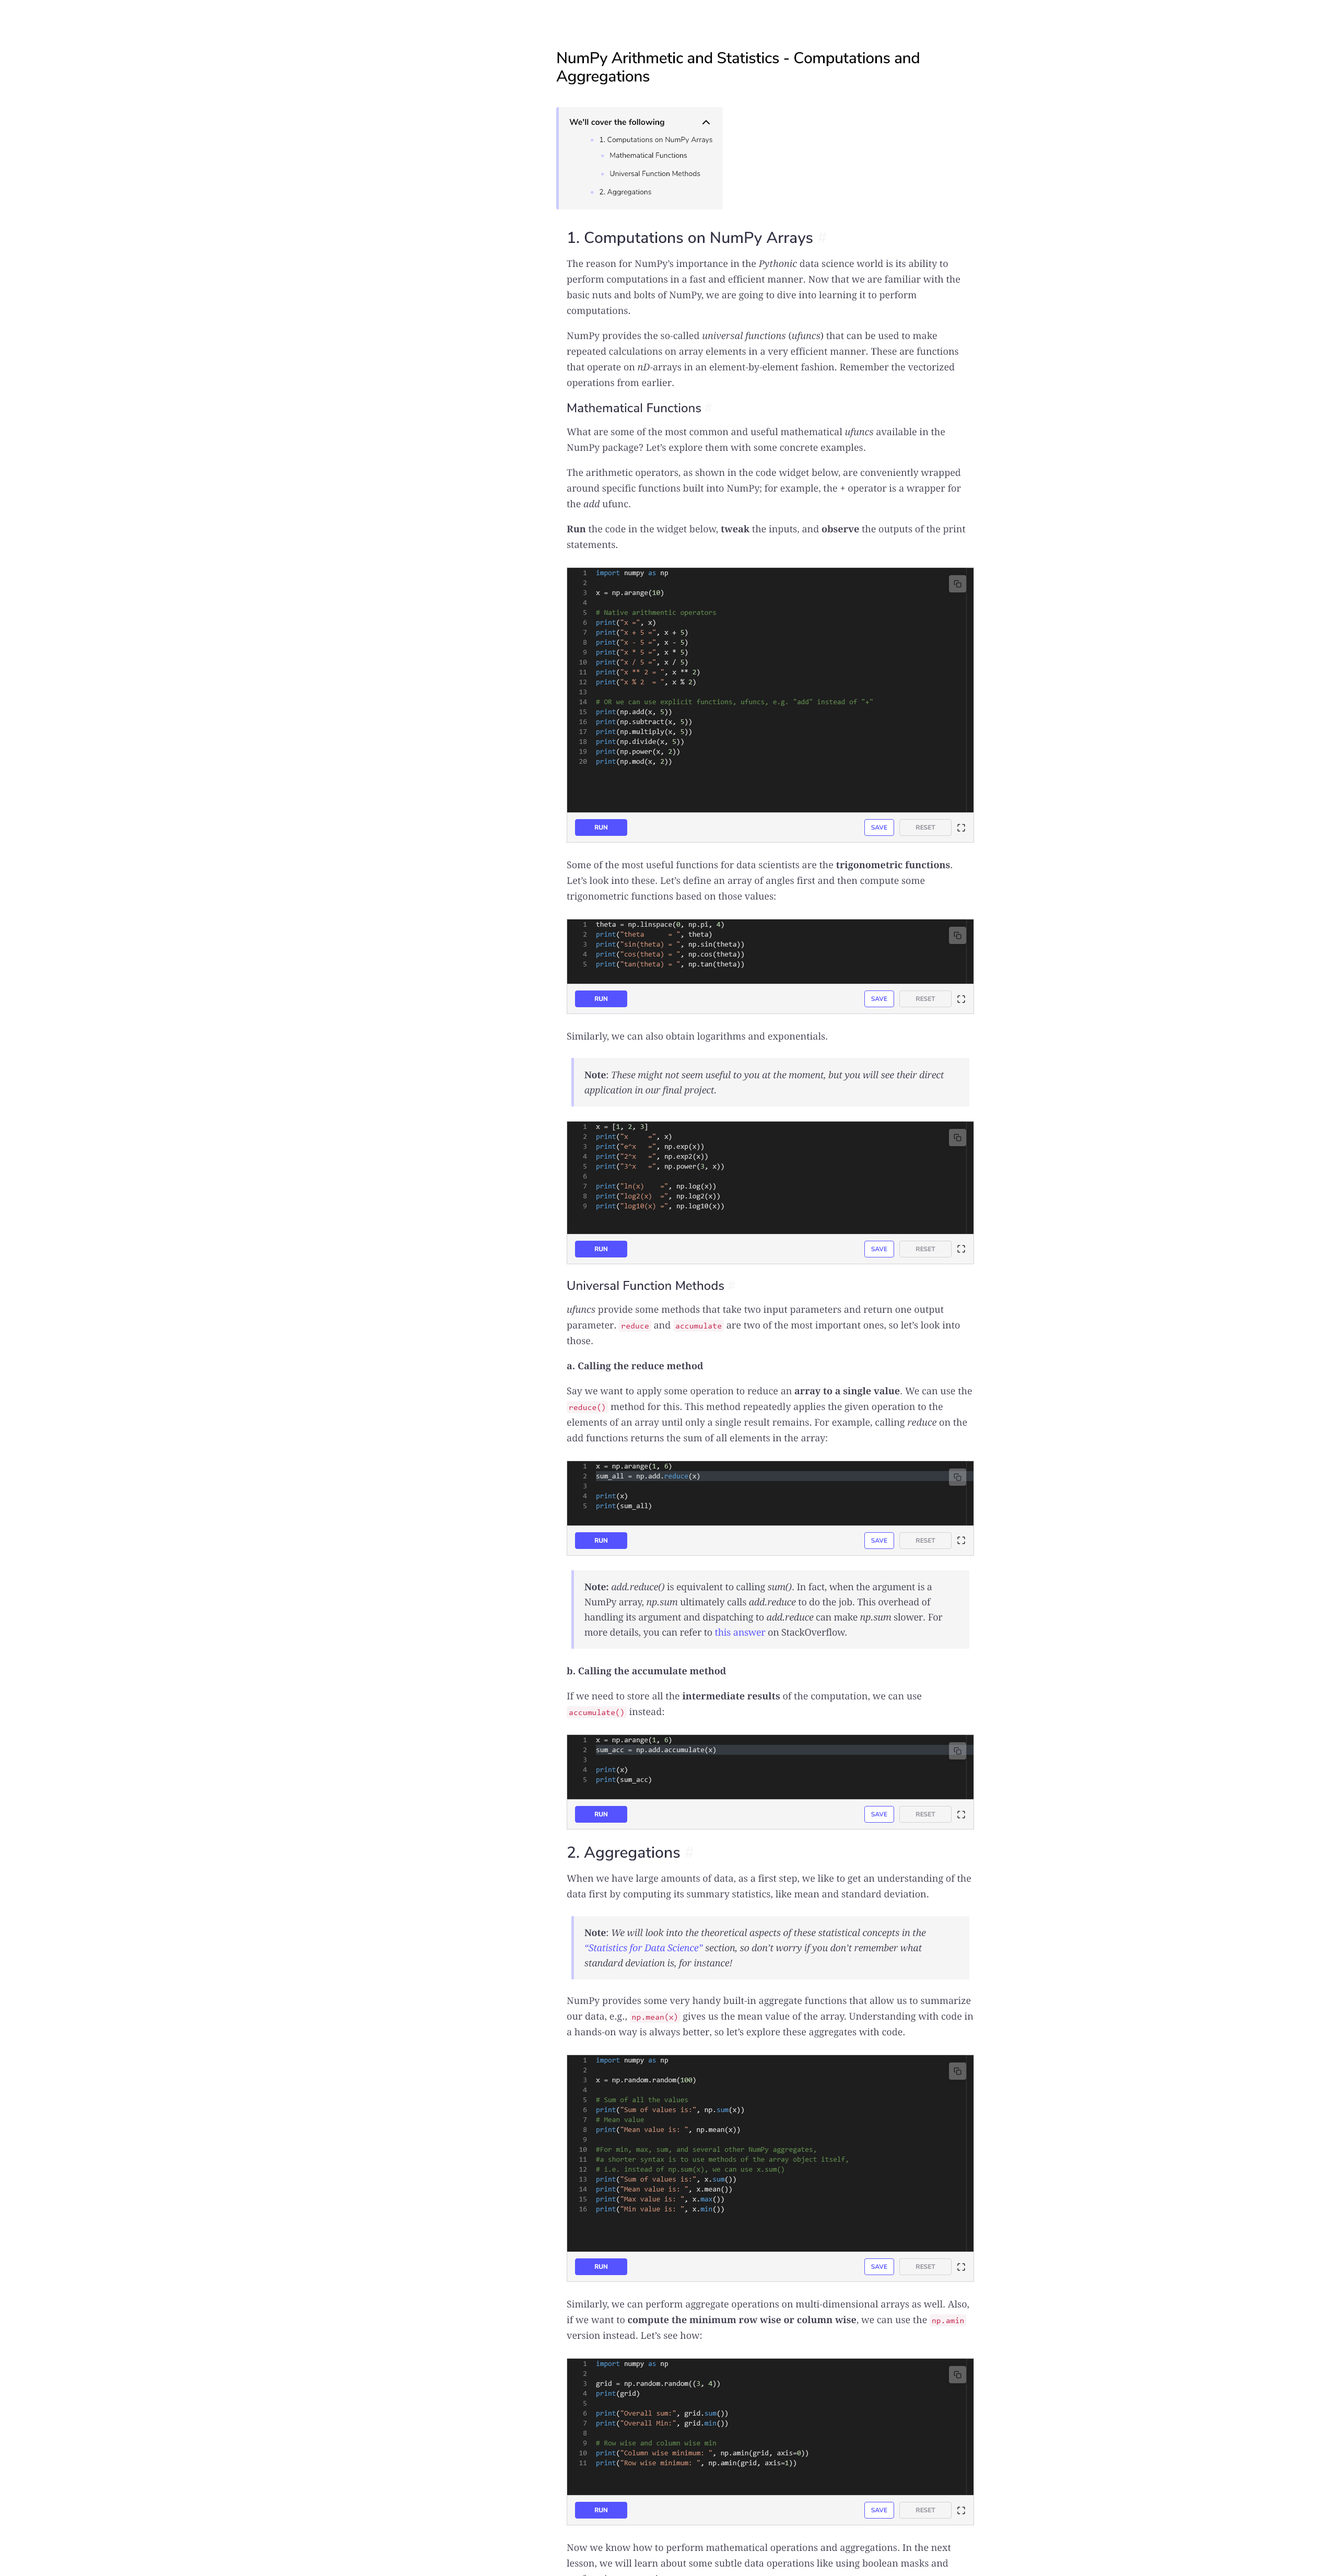 NumPy Arithmetic and Statistics - Computations and
Aggregations
We'll cover the following
1. Computations on NumPy Arrays
Mathematical Functions
Universal Function Methods
2. Aggregations
1. Computations on NumPy Arrays #
The reason for NumPy’s importance in the Pythonic data science world is its ability to
perform computations in a fast and efficient manner. Now that we are familiar with the
basic nuts and bolts of NumPy, we are going to dive into learning it to perform
computations.
NumPy provides the so-called universal functions (ufuncs) that can be used to make
repeated calculations on array elements in a very efficient manner. These are functions
that operate on nD-arrays in an element-by-element fashion. Remember the vectorized
operations from earlier.
Mathematical Functions #
What are some of the most common and useful mathematical ufuncs available in the
NumPy package? Let’s explore them with some concrete examples.
The arithmetic operators, as shown in the code widget below, are conveniently wrapped
around specific functions built into NumPy; for example, the + operator is a wrapper for
the add ufunc.
Run the code in the widget below, tweak the inputs, and observe the outputs of the print
statements.
1 import numpy as np
2
3 x = np.arange(10)
4
5 # Native arithmentic operators
6 print("x =", x)
7 print("x + 5 =", x + 5)
8 print("x - 5 =", x - 5)
9 print("x * 5 =", x * 5)
10 print("x / 5 =", x / 5)
11 print("x ** 2 = ", x ** 2)
12 print("x % 2  = ", x % 2)
13
14 # OR we can use explicit functions, ufuncs, e.g. "add" instead of "+"
15 print(np.add(x, 5))
16 print(np.subtract(x, 5))
17 print(np.multiply(x, 5))
18 print(np.divide(x, 5))
19 print(np.power(x, 2))
20 print(np.mod(x, 2))
RUN SAVE RESET
Some of the most useful functions for data scientists are the trigonometric functions.
Let’s look into these. Let’s define an array of angles first and then compute some
trigonometric functions based on those values:
1 theta = np.linspace(0, np.pi, 4)
2 print("theta      = ", theta)
3 print("sin(theta) = ", np.sin(theta))
4 print("cos(theta) = ", np.cos(theta))
5 print("tan(theta) = ", np.tan(theta))
RUN SAVE RESET
Similarly, we can also obtain logarithms and exponentials.
Note: These might not seem useful to you at the moment, but you will see their direct
application in our final project.
1 x = [1, 2, 3]
2 print("x     =", x)
3 print("e^x   =", np.exp(x))
4 print("2^x   =", np.exp2(x))
5 print("3^x   =", np.power(3, x))
6
7 print("ln(x)    =", np.log(x))
8 print("log2(x)  =", np.log2(x))
9 print("log10(x) =", np.log10(x))
RUN SAVE RESET
Universal Function Methods #
ufuncs provide some methods that take two input parameters and return one output
parameter. reduce and accumulate are two of the most important ones, so let’s look into
those.
a. Calling the reduce method
Say we want to apply some operation to reduce an array to a single value. We can use the
reduce() method for this. This method repeatedly applies the given operation to the
elements of an array until only a single result remains. For example, calling reduce on the
add functions returns the sum of all elements in the array:
1 x = np.arange(1, 6)
2 sum_all = np.add.reduce(x)
3
4 print(x)
5 print(sum_all)
RUN SAVE RESET
Note: add.reduce() is equivalent to calling sum(). In fact, when the argument is a
NumPy array, np.sum ultimately calls add.reduce to do the job. This overhead of
handling its argument and dispatching to add.reduce can make np.sum slower. For
more details, you can refer to this answer on StackOverflow.
b. Calling the accumulate method
If we need to store all the intermediate results of the computation, we can use
accumulate() instead:
1 x = np.arange(1, 6)
2 sum_acc = np.add.accumulate(x)
3
4 print(x)
5 print(sum_acc)
RUN SAVE RESET
2. Aggregations #
When we have large amounts of data, as a first step, we like to get an understanding of the
data first by computing its summary statistics, like mean and standard deviation.
Note: We will look into the theoretical aspects of these statistical concepts in the
“Statistics for Data Science” section, so don’t worry if you don’t remember what
standard deviation is, for instance!
NumPy provides some very handy built-in aggregate functions that allow us to summarize
our data, e.g., np.mean(x) gives us the mean value of the array. Understanding with code in
a hands-on way is always better, so let’s explore these aggregates with code.
1 import numpy as np
2
3 x = np.random.random(100)
4
5 # Sum of all the values
6 print("Sum of values is:", np.sum(x))
7 # Mean value
8 print("Mean value is: ", np.mean(x))
9
10 #For min, max, sum, and several other NumPy aggregates,
11 #a shorter syntax is to use methods of the array object itself,
12 # i.e. instead of np.sum(x), we can use x.sum()
13 print("Sum of values is:", x.sum())
14 print("Mean value is: ", x.mean())
15 print("Max value is: ", x.max())
16 print("Min value is: ", x.min())
RUN SAVE RESET
Similarly, we can perform aggregate operations on multi-dimensional arrays as well. Also,
if we want to compute the minimum row wise or column wise, we can use the np.amin
version instead. Let’s see how:
1 import numpy as np
2
3 grid = np.random.random((3, 4))
4 print(grid)
5
6 print("Overall sum:", grid.sum())
7 print("Overall Min:", grid.min())
8
9 # Row wise and column wise min
10 print("Column wise minimum: ", np.amin(grid, axis=0))
11 print("Row wise minimum: ", np.amin(grid, axis=1))
RUN SAVE RESET
Now we know how to perform mathematical operations and aggregations. In the next
lesson, we will learn about some subtle data operations like using boolean masks and